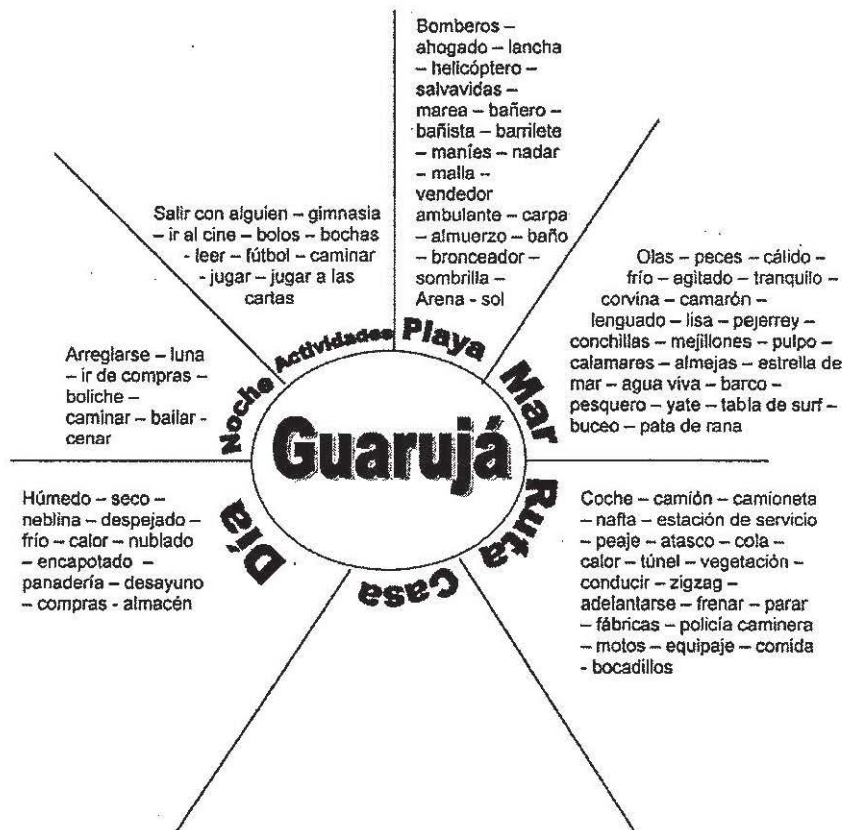 Bomberos –
ahogado – lancha
– helicóptero –
salvavidas –
marea – bañero –
bañista – barrilete
– maníes – nadar
– malla –
vendedor
ambulante – carpa
– almuerzo – baño
– bronceador –
sombrilla –
Arena - sol
Salir con alguien – gimnasia
– ir al cine – bolos – bochas
- leer – fútbol – caminar
- jugar – jugar a las
cartas
Olas – peces – cálido –
frío – agitado – tranquilo –
corvina – camarón –
lenguado – lisa – pejerrey –
conchillas – mejillones – pulpo –
calamares – almejas – estrella de
mar – agua viva – barco –
pesquero – yate – tabla de surf –
buceo – pata de rana
Arreglarse – luna
– ir de compras –
boliche –
caminar – bailar -
cenar
Noche
Actividades
Playa
Mar
Guarujá
Día
Casa
Ruta
Húmedo – seco –
neblina – despejado –
frío – calor – nublado
– encapotado –
panadería – desayuno
– compras - almacén
Coche – camión – camioneta
– nafta – estación de servicio
– peaje – atasco – cola –
calor – túnel – vegetación –
conducir – zigzag –
adelantarse – frenar – parar
– fábricas – policía caminera
– motos – equipaje – comida
- bocadillos